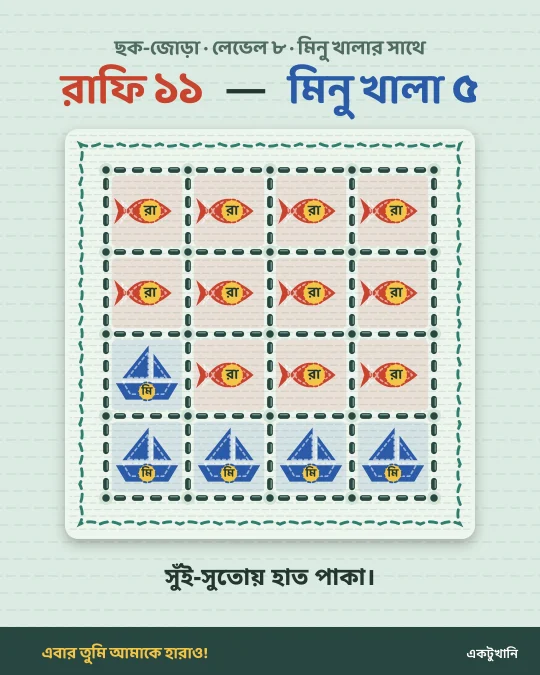 ছক-জোড়া · লেভেল ৮ · মিনু খালার সাথে
রাফি ১১ — মিনু খালা ৫
রা রা রা রা
রা রা রা রা
মি রা রা রা
মি মি মি মি
সুঁই-সুতোয় হাত পাকা।
এবার তুমি আমাকে হারাও!
একটুখানি